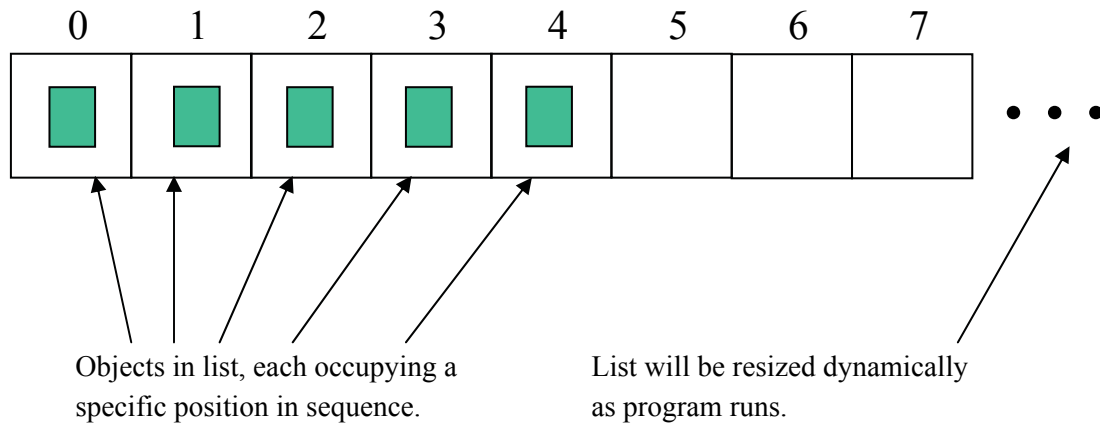 0 1 2 3 4 5 6 7
Objects in list, each occupying a
specific position in sequence.
List will be resized dynamically
as program runs.